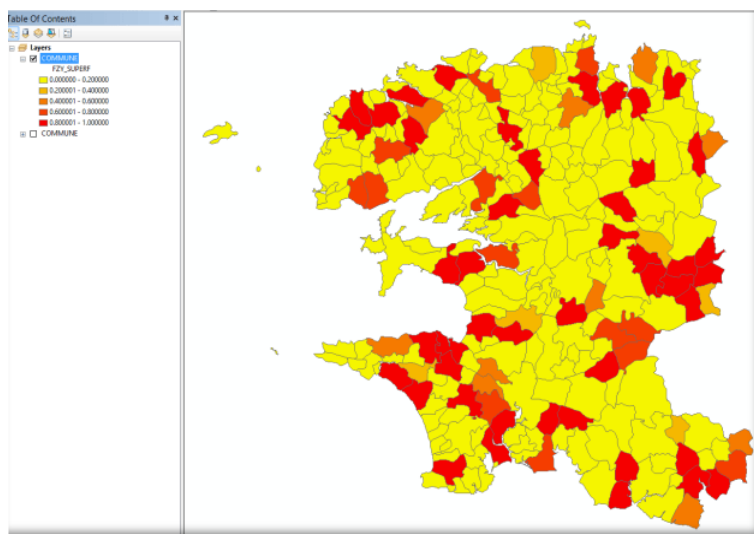 Table Of Contents
Layers
COMMUNE
FZY_SUPERF
0.000000 - 0.200000
0.200001 - 0.400000
0.400001 - 0.600000
0.600001 - 0.800000
0.800001 - 1.000000
COMMUNE